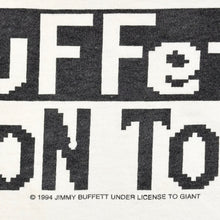 uFFet
ON To
© 1994 JIMMY BUFFETT UNDER LICENSE TO GIANT